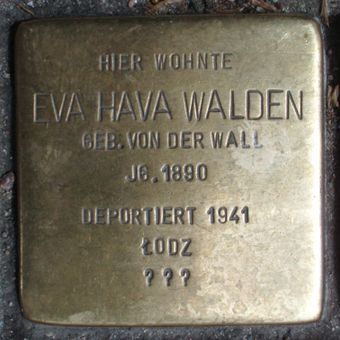 HIER WOHNTE
EVA HAVA WALDEN
GEB. VON DER WALL
JG. 1890
DEPORTIERT 1941
ŁODZ
???